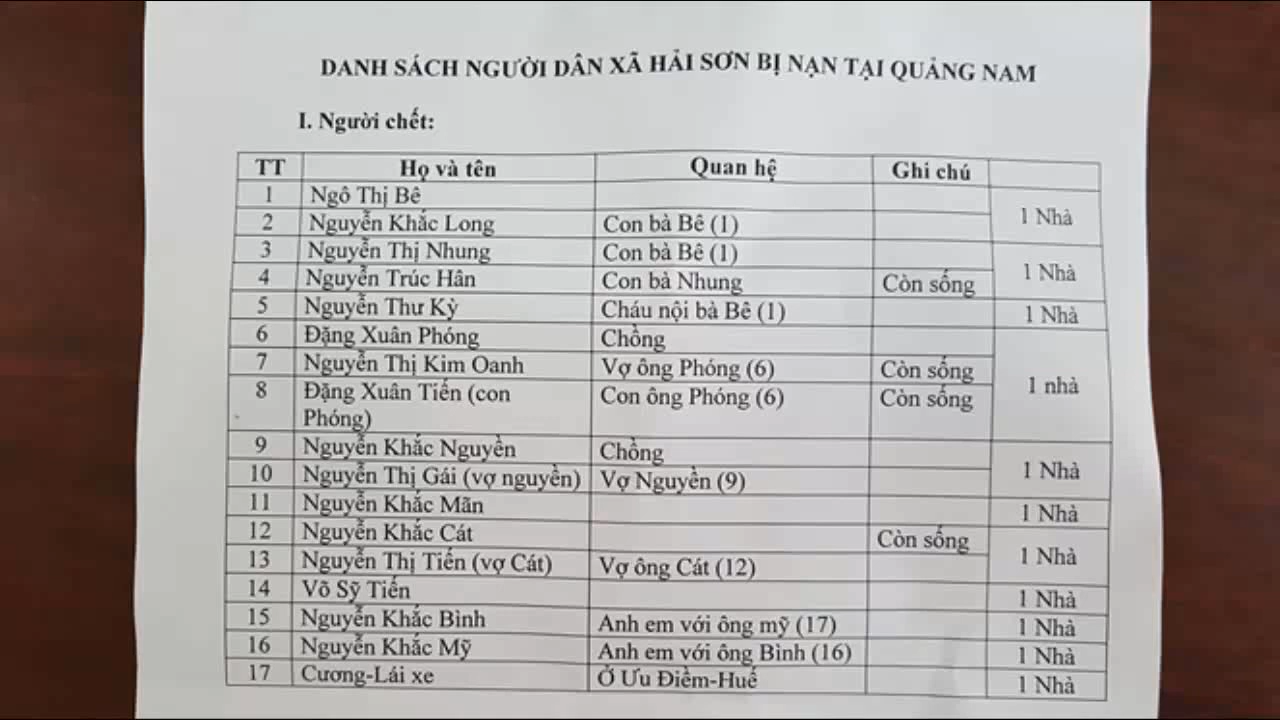 DANH SÁCH NGƯỜI DÂN XÃ HẢI SƠN BỊ NẠN TẠI QUẢNG NAM
I. Người chết:
TT Họ và tên Quan hệ Ghi chú
1 Ngô Thị Bê
1 Nhà
2 Nguyễn Khắc Long Con bà Bê (1)
3 Nguyễn Thị Nhung Con bà Bê (1)
1 Nhà
4 Nguyễn Trúc Hân Con bà Nhung Còn sống
5 Nguyễn Thư Kỳ Cháu nội bà Bê (1) 1 Nhà
6 Đặng Xuân Phóng Chồng
7 Nguyễn Thị Kim Oanh Vợ ông Phóng (6) Còn sống
1 nhà
8 Đặng Xuân Tiến (con Con ông Phóng (6) Còn sống
Phóng)
9 Nguyễn Khắc Nguyền Chồng
1 Nhà
10 Nguyễn Thị Gái (vợ nguyền) Vợ Nguyền (9)
11 Nguyễn Khắc Mãn 1 Nhà
12 Nguyễn Khắc Cát Còn sống
1 Nhà
13 Nguyễn Thị Tiến (vợ Cát) Vợ ông Cát (12)
14 Võ Sỹ Tiến 1 Nhà
15 Nguyễn Khắc Bình Anh em với ông mỹ (17) 1 Nhà
16 Nguyễn Khắc Mỹ Anh em với ông Bình (16) 1 Nhà
17 Cương-Lái xe Ở Ưu Điềm-Huế 1 Nhà